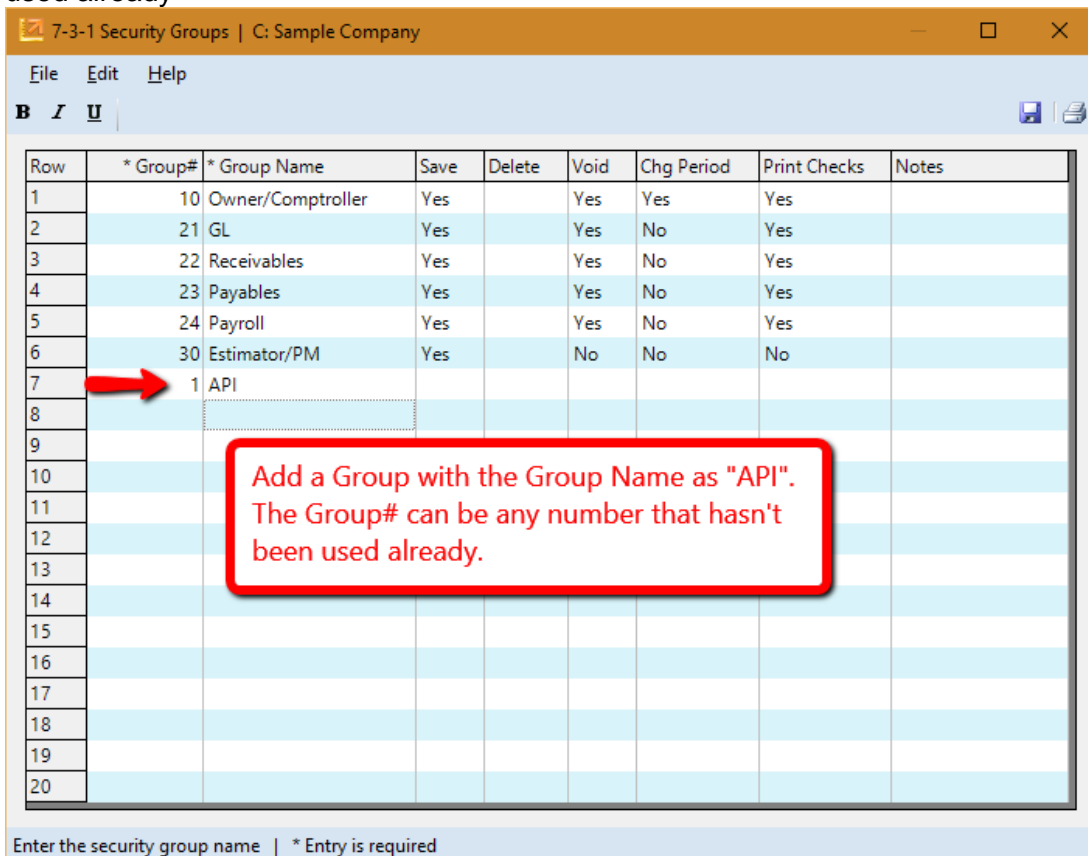 used already
7-3-1 Security Groups | C: Sample Company
File Edit Help
B I U
Row * Group# * Group Name Save Delete Void Chg Period Print Checks Notes
1 10 Owner/Comptroller Yes Yes Yes Yes
2 21 GL Yes Yes No Yes
3 22 Receivables Yes Yes No Yes
4 23 Payables Yes Yes No Yes
5 24 Payroll Yes Yes No Yes
6 30 Estimator/PM Yes No No No
7 1 API
8
9
10
11
12
13
14
15
16
17
18
19
20
Add a Group with the Group Name as "API".
The Group# can be any number that hasn't
been used already.
Enter the security group name | * Entry is required